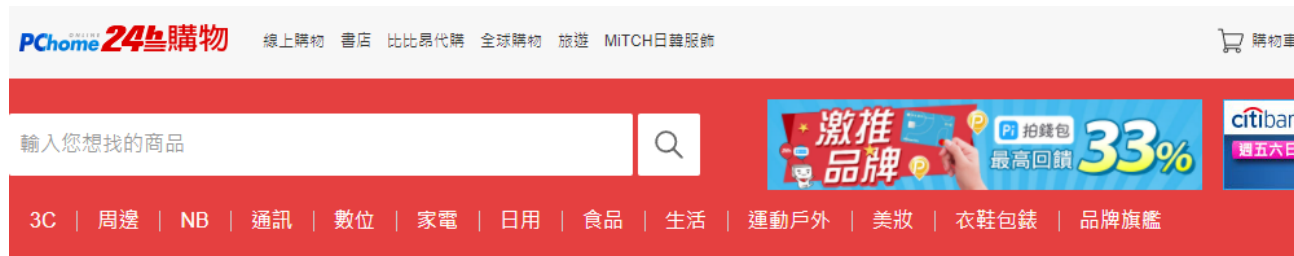 PChome ONLINE 24h購物 線上購物 書店 比比昂代購 全球購物 旅遊 MiTCH日韓服飾 購物車
輸入您想找的商品
激推
品牌
Pi 拍錢包
最高回饋
33%
citiban
週五六日
3C | 周邊 | NB | 通訊 | 數位 | 家電 | 日用 | 食品 | 生活 | 運動戶外 | 美妝 | 衣鞋包錶 | 品牌旗艦